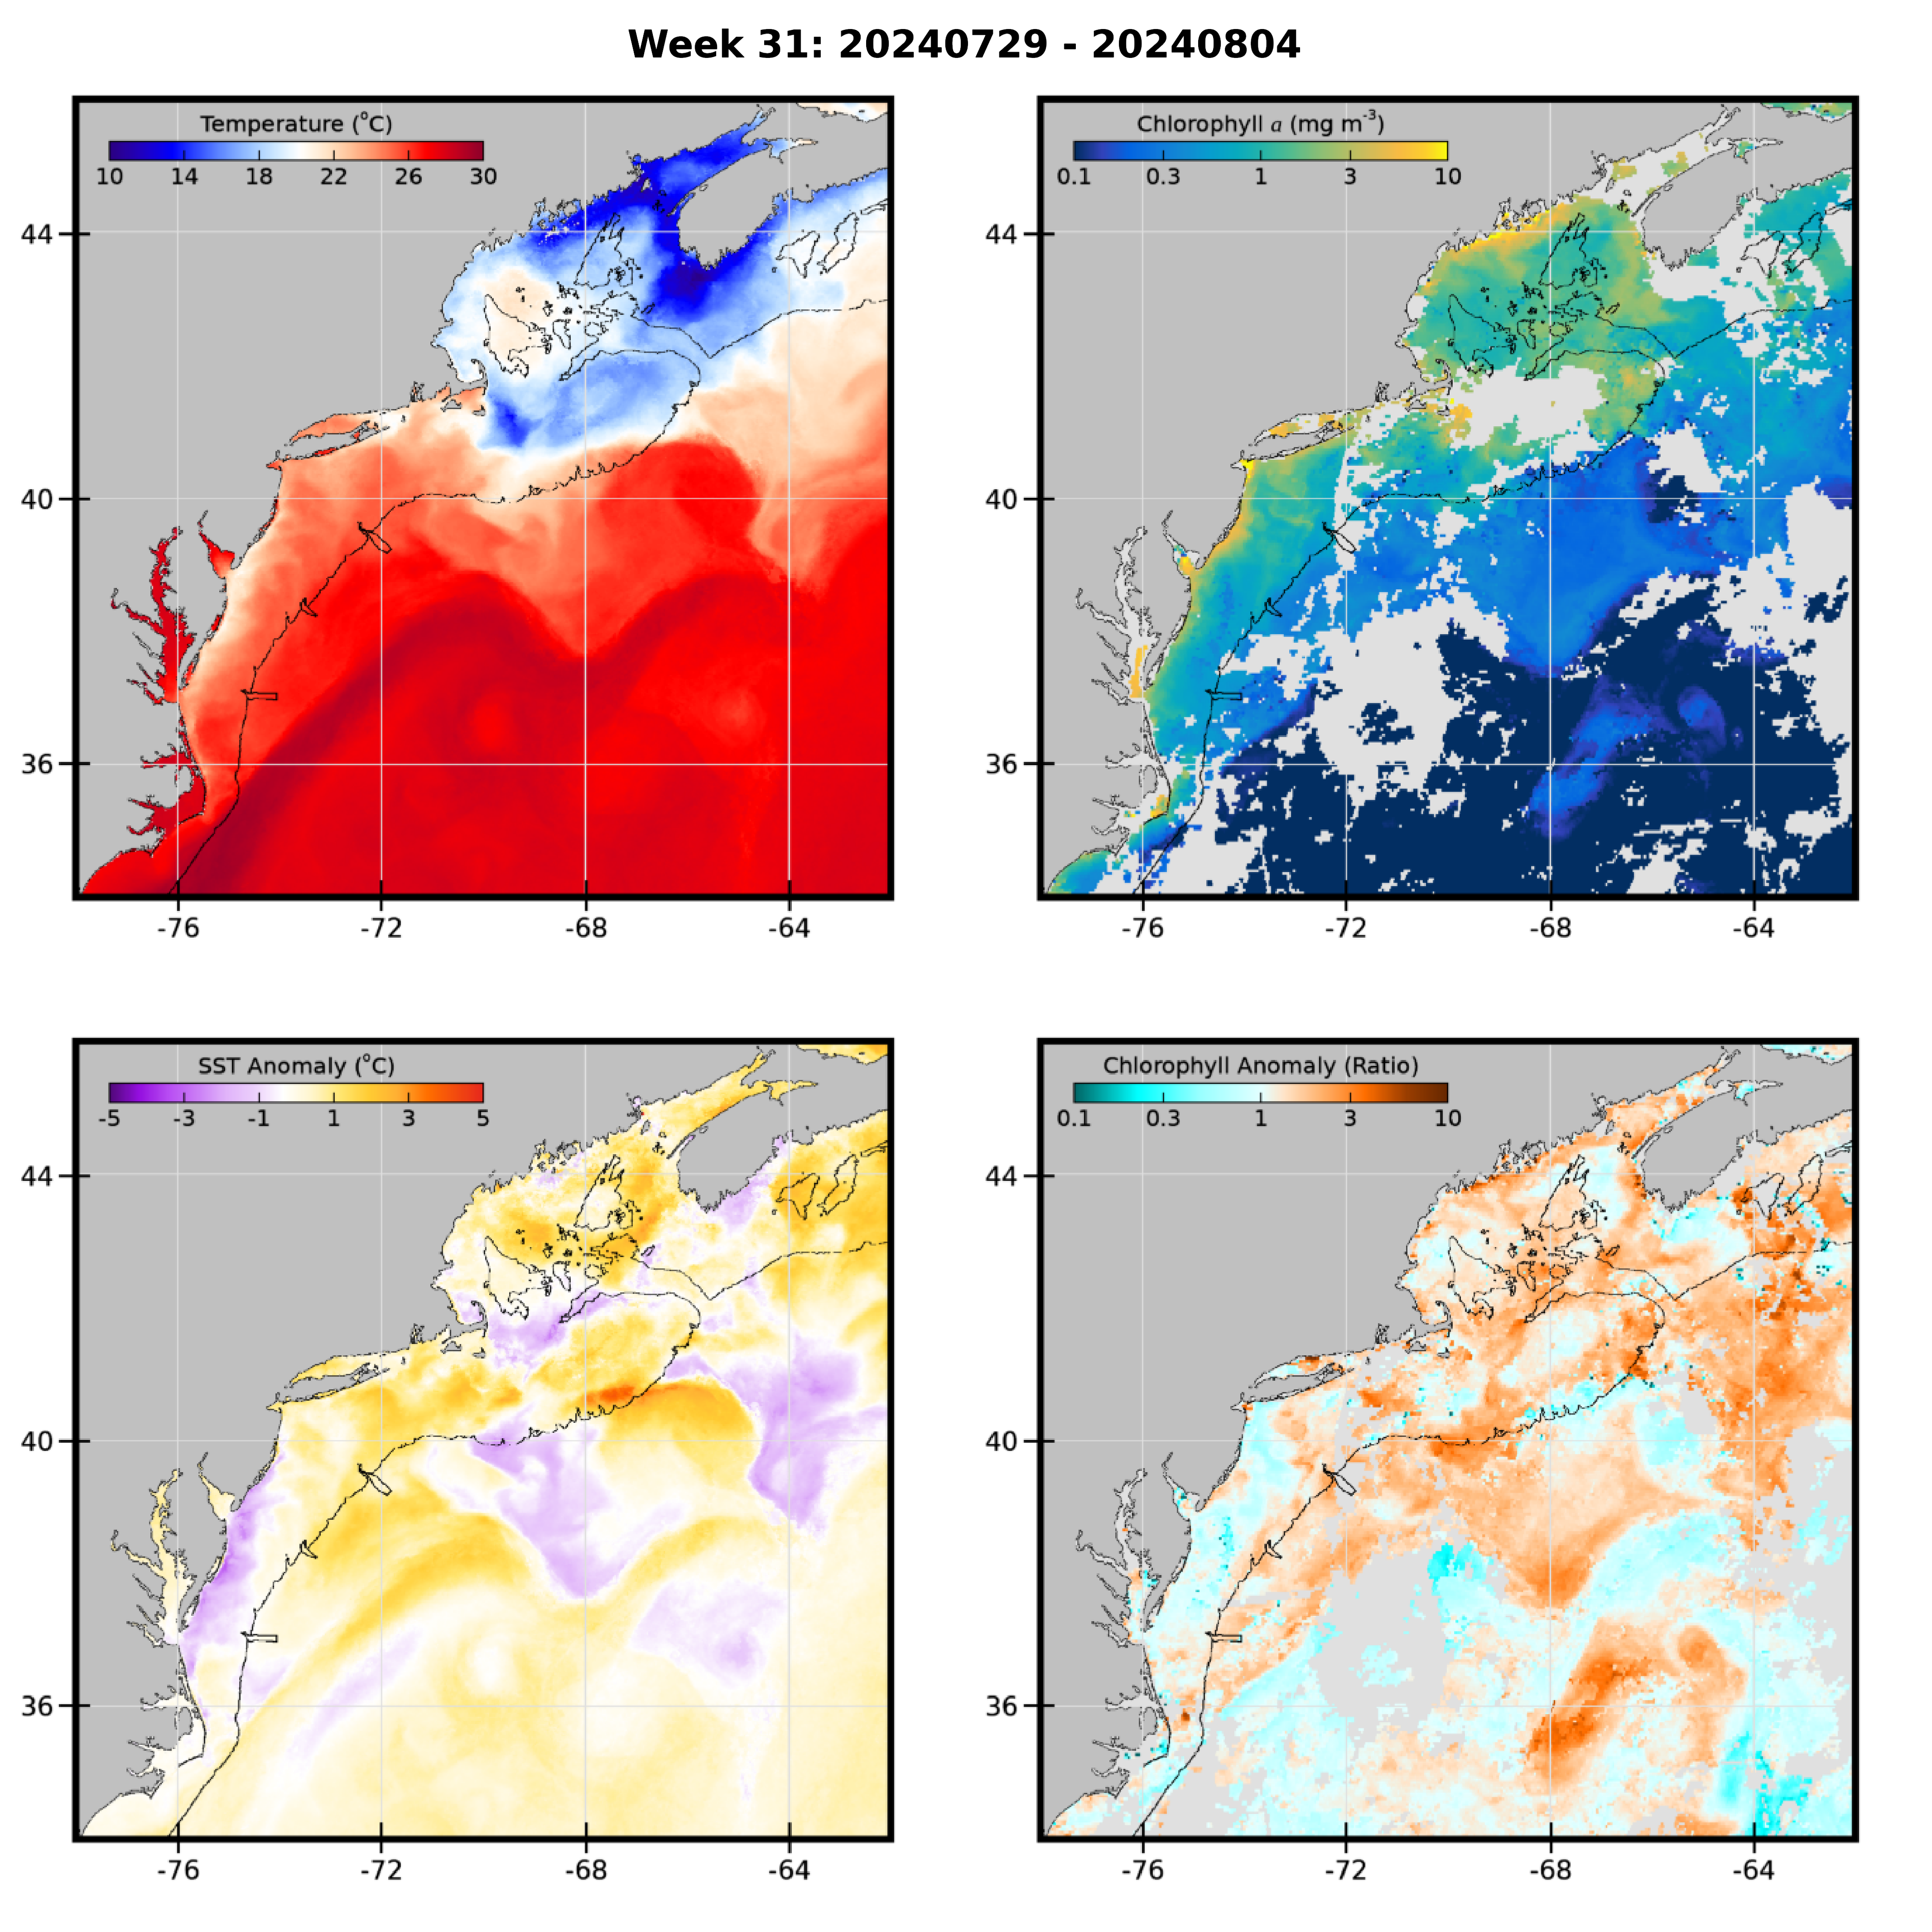 Week 31: 20240729 - 20240804
Temperature (°C)
10 14 18 22 26 30
44
40
36
-76 -72 -68 -64
Chlorophyll a (mg m⁻³)
0.1 0.3 1 3 10
44
40
36
-76 -72 -68 -64
SST Anomaly (°C)
-5 -3 -1 1 3 5
44
40
36
-76 -72 -68 -64
Chlorophyll Anomaly (Ratio)
0.1 0.3 1 3 10
44
40
36
-76 -72 -68 -64